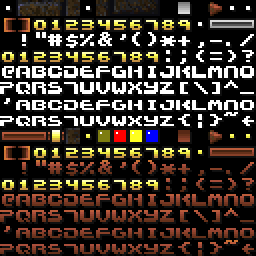 0123456789
!"#$%&'()*+,-./
0123456789:;(=)?
@ABCDEFGHIJKLMNO
PQRSTUVWXYZ[\]^_
'ABCDEFGHIJKLMNO
PQRSTUVWXYZ{¦}~
0123456789
!"#$%&'()*+,-./
0123456789:;(=)?
@ABCDEFGHIJKLMNO
PQRSTUVWXYZ[\]^_
'ABCDEFGHIJKLMNO
PQRSTUVWXYZ{¦}~